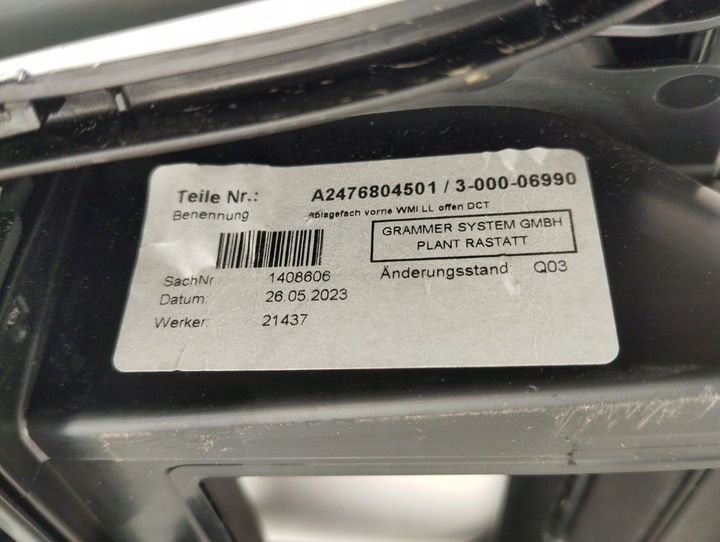 Teile Nr.: A2476804501 / 3-000-06990
Benennung Ablagefach vorne WMI LL offen DCT
GRAMMER SYSTEM GMBH
PLANT RASTATT
SachNr 1408606
Änderungsstand Q03
Datum: 26.05.2023
Werker: 21437